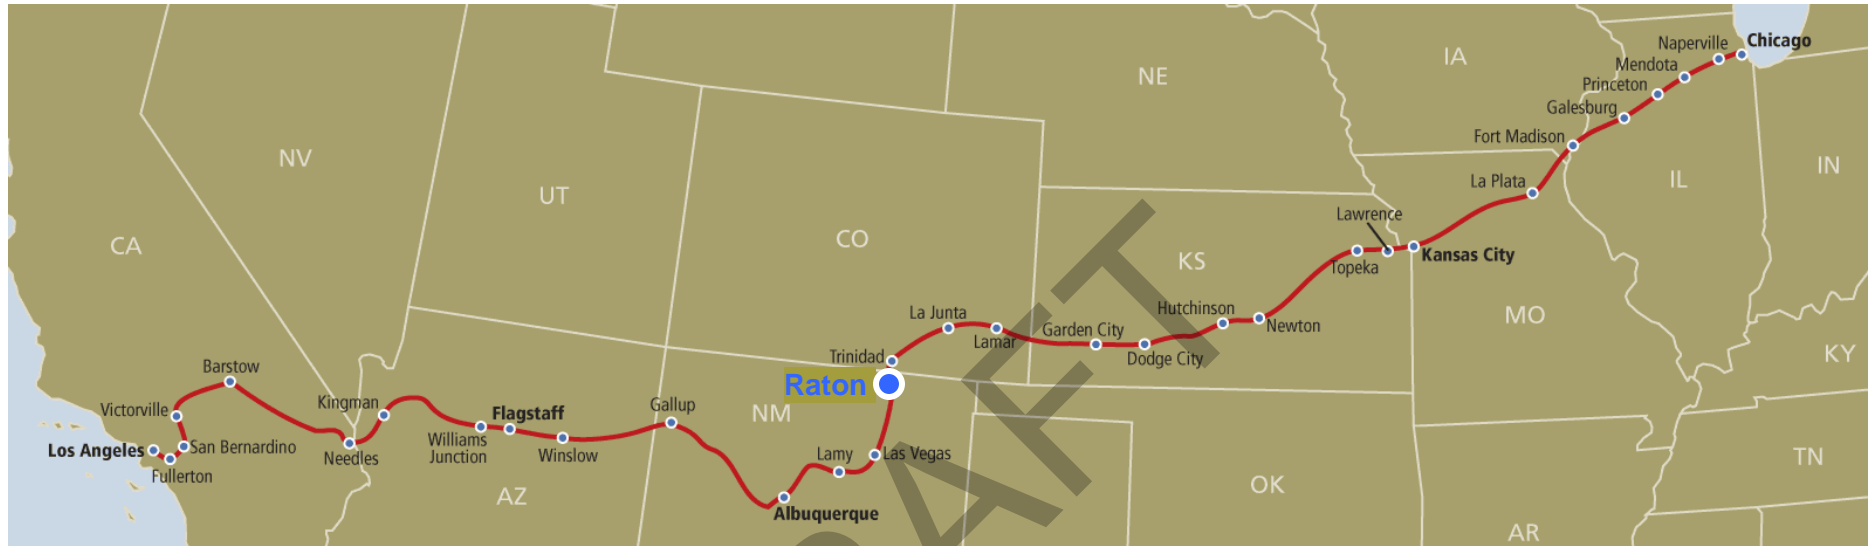 Chicago
Naperville
Mendota
Princeton
Galesburg
Fort Madison
La Plata
Lawrence
Kansas City
Topeka
Hutchinson
Newton
Garden City
Dodge City
La Junta
Lamar
Trinidad
Raton
Las Vegas
Lamy
Albuquerque
Gallup
Winslow
Flagstaff
Williams
Junction
Kingman
Needles
Barstow
Victorville
San Bernardino
Los Angeles
Fullerton
CA
NV
UT
AZ
CO
NM
NE
KS
OK
IA
MO
AR
IL
IN
KY
TN
RAFT